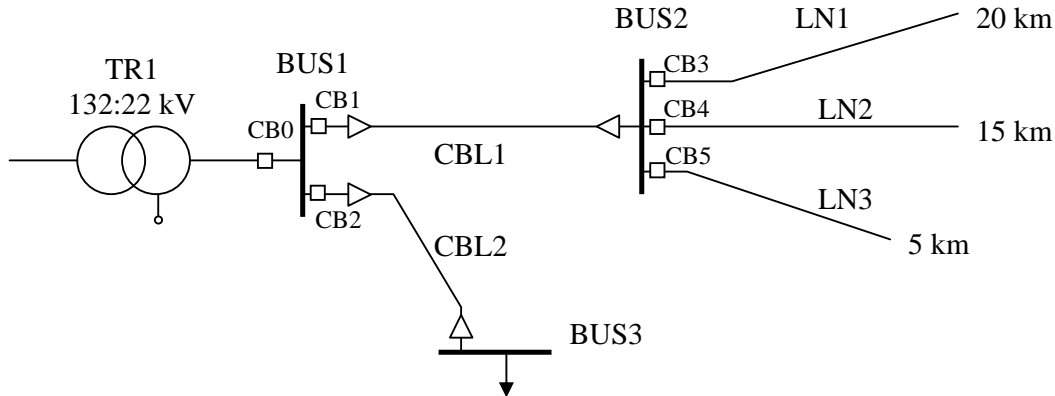 TR1
132:22 kV
CB0
BUS1
CB1
CBL1
CB2
CBL2
BUS3
BUS2
CB3
LN1
20 km
CB4
LN2
15 km
CB5
LN3
5 km